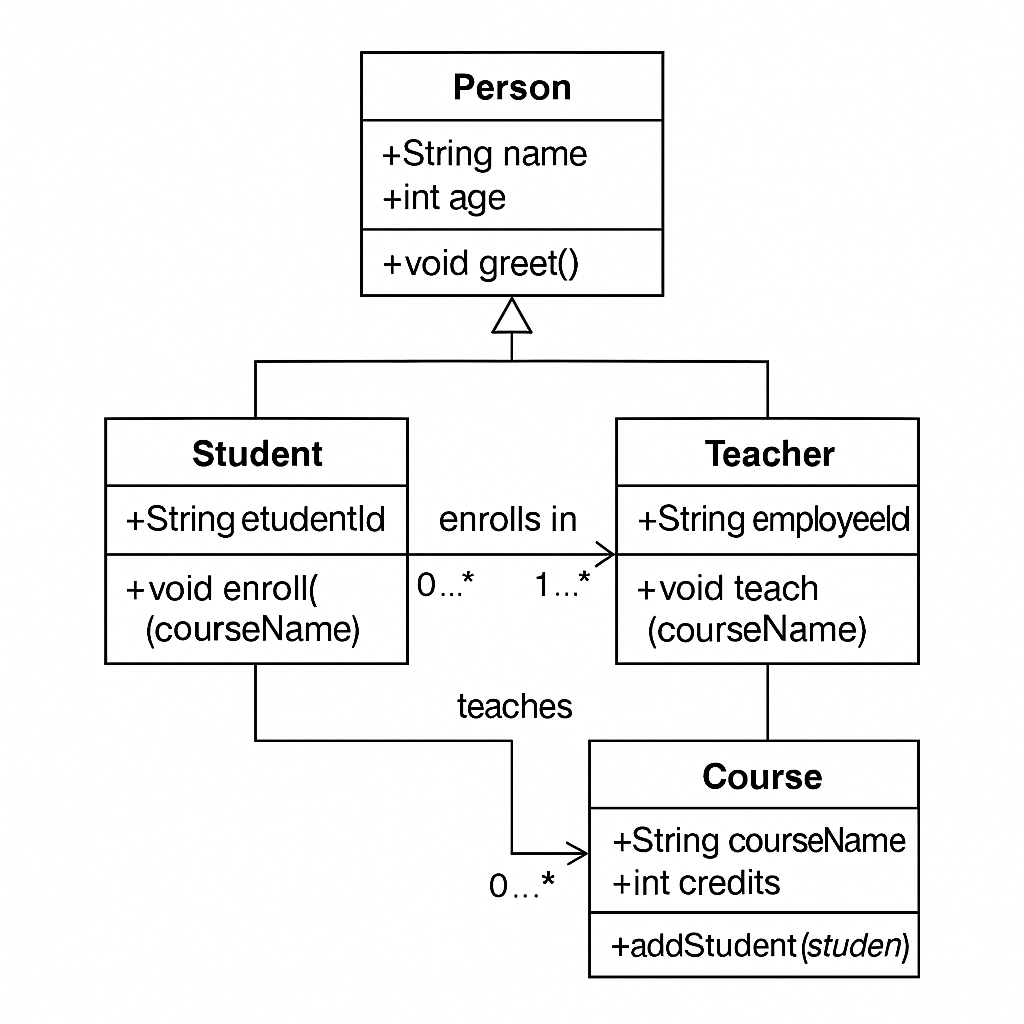 Person
+String name
+int age
+void greet()
Student
+String etudentId
+void enroll(
(courseName)
enrolls in
0...*
1...*
Teacher
+String employeeId
+void teach
(courseName)
teaches
0...*
Course
+String courseName
+int credits
+addStudent(studen)